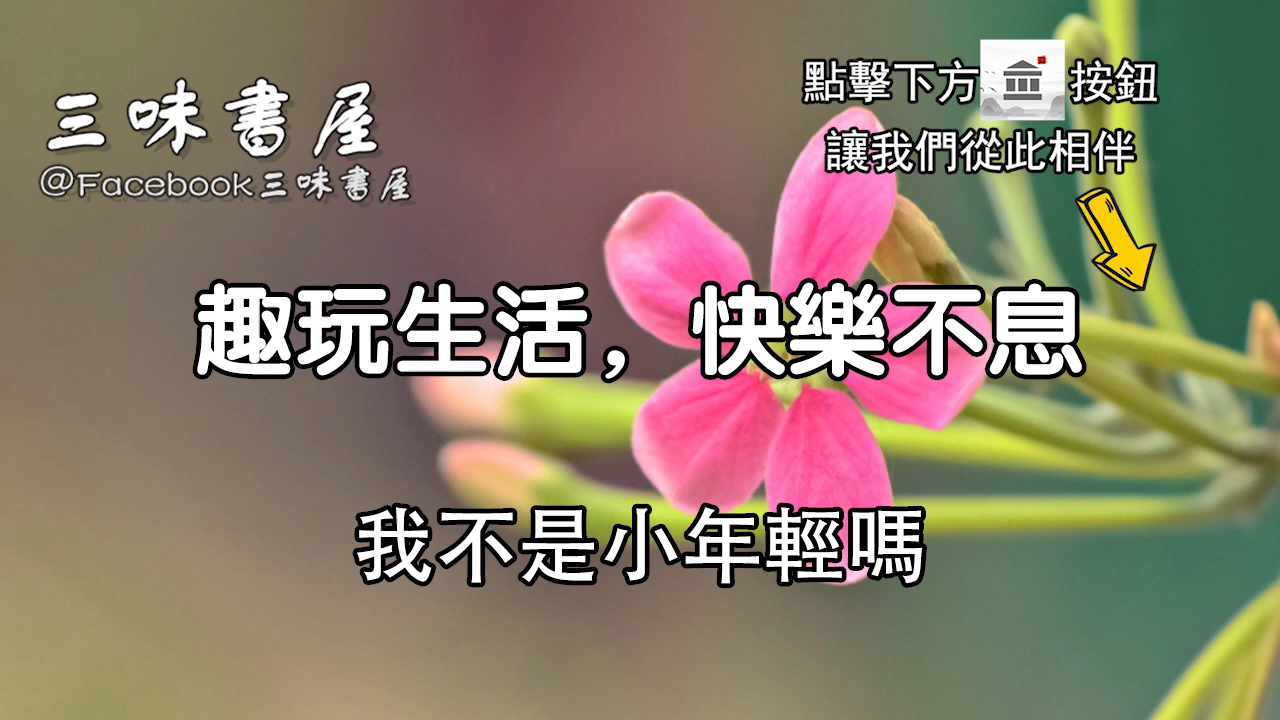 三味書屋
@Facebook三味書屋
點擊下方 按鈕
讓我們從此相伴
趣玩生活，快樂不息
我不是小年輕嗎